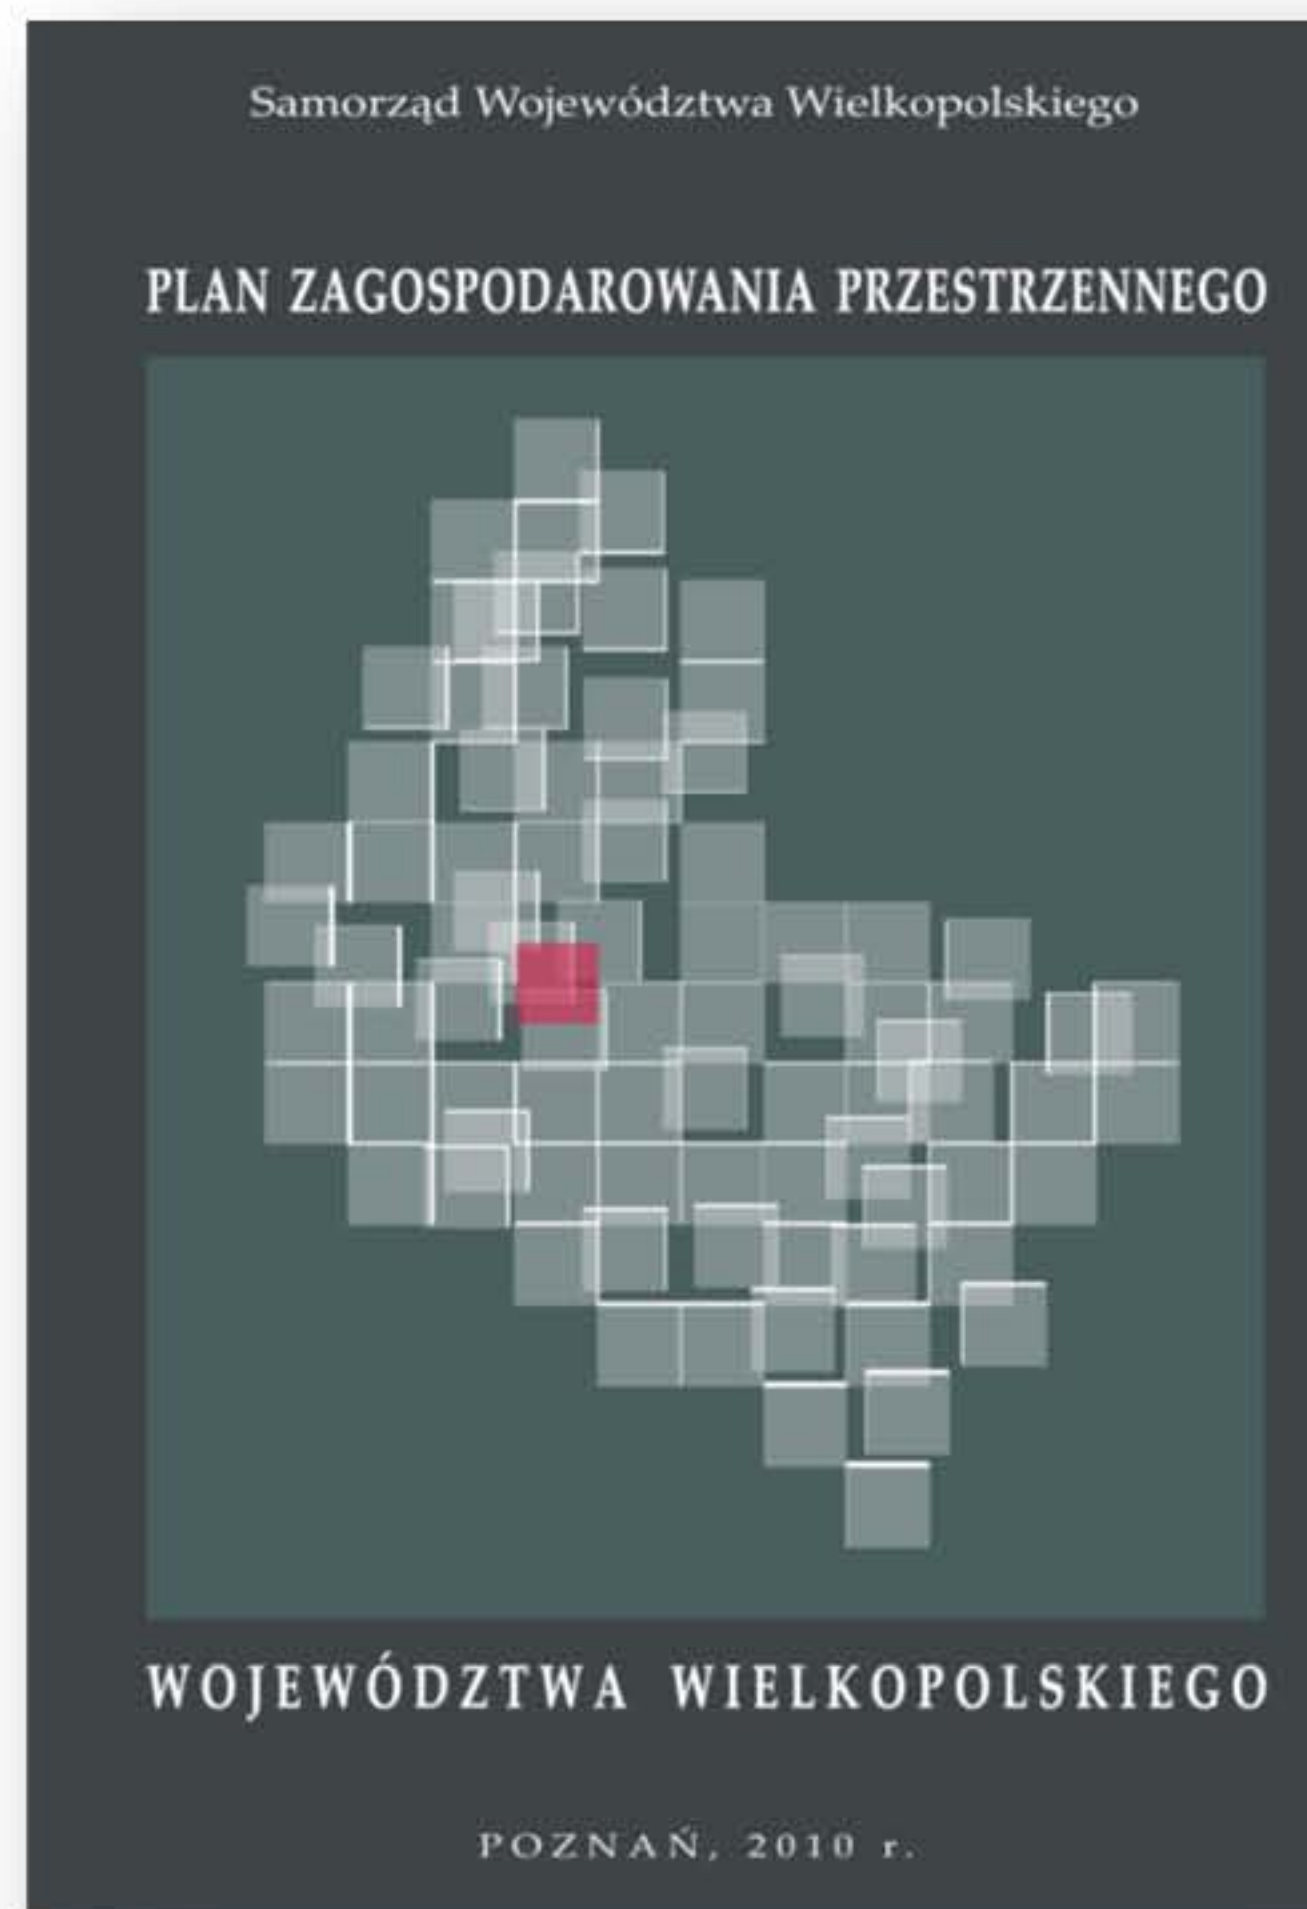 Samorząd Województwa Wielkopolskiego
PLAN ZAGOSPODAROWANIA PRZESTRZENNEGO
WOJEWÓDZTWA WIELKOPOLSKIEGO
POZNAŃ, 2010 r.